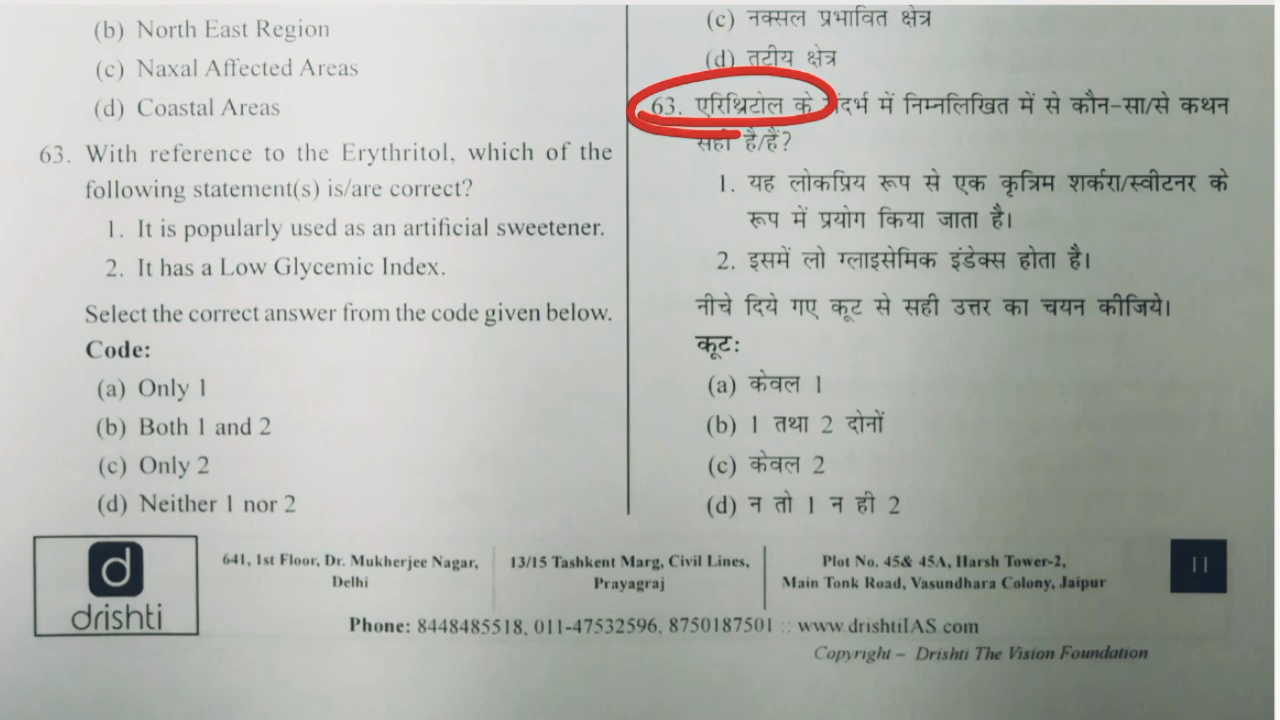 (b) North East Region
(c) Naxal Affected Areas
(d) Coastal Areas
63. With reference to the Erythritol, which of the
following statement(s) is/are correct?
1. It is popularly used as an artificial sweetener.
2. It has a Low Glycemic Index.
Select the correct answer from the code given below.
Code:
(a) Only 1
(b) Both 1 and 2
(c) Only 2
(d) Neither 1 nor 2
(c) नक्सल प्रभावित क्षेत्र
(d) तटीय क्षेत्र
63. एरिथ्रिटोल के संदर्भ में निम्नलिखित में से कौन-सा/से कथन
सही है/हैं?
1. यह लोकप्रिय रूप से एक कृत्रिम शर्करा/स्वीटनर के
रूप में प्रयोग किया जाता है।
2. इसमें लो ग्लाइसेमिक इंडेक्स होता है।
नीचे दिये गए कूट से सही उत्तर का चयन कीजिये।
कूट:
(a) केवल 1
(b) 1 तथा 2 दोनों
(c) केवल 2
(d) न तो 1 न ही 2
d
drishti
641, 1st Floor, Dr. Mukherjee Nagar,
Delhi
13/15 Tashkent Marg, Civil Lines,
Prayagraj
Plot No. 45& 45A, Harsh Tower-2,
Main Tonk Road, Vasundhara Colony, Jaipur
11
Phone: 8448485518, 011-47532596, 8750187501 :: www.drishtiIAS.com
Copyright – Drishti The Vision Foundation